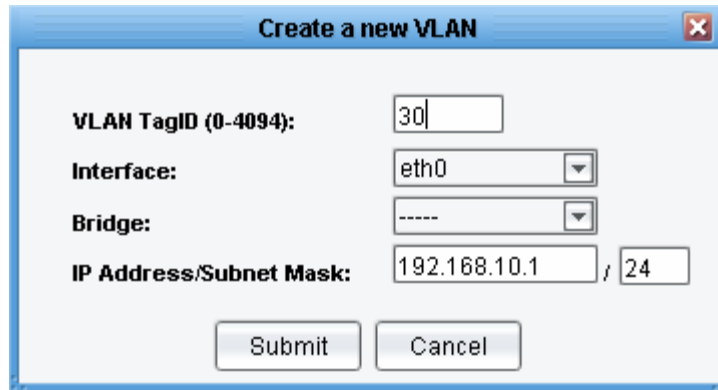 Create a new VLAN
VLAN TagID (0-4094): 30
Interface: eth0
Bridge: -----
IP Address/Subnet Mask: 192.168.10.1 / 24
Submit Cancel